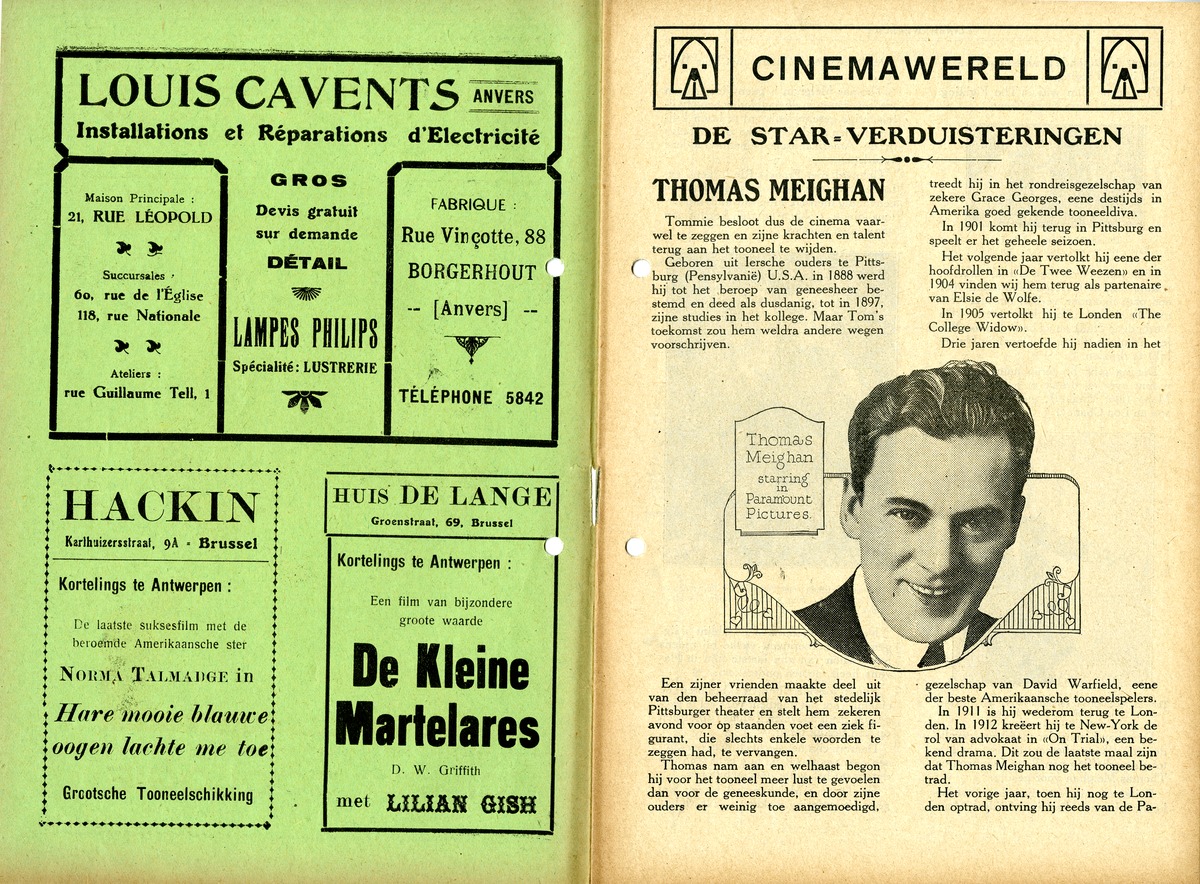 LOUIS CAVENTS ANVERS
Installations et Réparations d'Electricité
Maison Principale :
21, RUE LÉOPOLD
Succursales :
60, rue de l'Église
118, rue Nationale
Ateliers :
rue Guillaume Tell, 1
GROS
Devis gratuit
sur demande
DÉTAIL
LAMPES PHILIPS
Spécialité: LUSTRERIE
FABRIQUE :
Rue Vinçotte, 88
BORGERHOUT
-- [Anvers] --
TÉLÉPHONE 5842
HACKIN
Karthuizersstraat, 9A - Brussel
Kortelings te Antwerpen :
De laatste suksesfilm met de
beroemde Amerikaansche ster
NORMA TALMADGE in
Hare mooie blauwe
oogen lachte me toe
Grootsche Tooneelschikking
HUIS DE LANGE
Groenstraat, 69, Brussel
Kortelings te Antwerpen :
Een film van bijzondere
groote waarde
De Kleine
Martelares
D. W. Griffith
met LILIAN GISH
CINEMAWERELD
DE STAR=VERDUISTERINGEN
THOMAS MEIGHAN
Tommie besloot dus de cinema vaar-
wel te zeggen en zijne krachten en talent
terug aan het tooneel te wijden.
Geboren uit Iersche ouders te Pitts-
burg (Pensylvanië) U.S.A. in 1888 werd
hij tot het beroep van geneesheer be-
stemd en deed als dusdanig, tot in 1897,
zijne studies in het kollege. Maar Tom's
toekomst zou hem weldra andere wegen
voorschrijven.
treedt hij in het rondreisgezelschap van
zekere Grace Georges, eene destijds in
Amerika goed gekende tooneeldiva.
In 1901 komt hij terug in Pittsburg en
speelt er het geheele seizoen.
Het volgende jaar vertolkt hij eene der
hoofdrollen in «De Twee Weezen» en in
1904 vinden wij hem terug als partenaire
van Elsie de Wolfe.
In 1905 vertolkt hij te Londen «The
College Widow».
Drie jaren vertoefde hij nadien in het
Thomas
Meighan
starring
in
Paramount
Pictures.
Een zijner vrienden maakte deel uit
van den beheerraad van het stedelijk
Pittsburger theater en stelt hem zekeren
avond voor op staanden voet een ziek fi-
gurant, die slechts enkele woorden te
zeggen had, te vervangen.
Thomas nam aan en welhaast begon
hij voor het tooneel meer lust te gevoelen
dan voor de geneeskunde, en door zijne
ouders er weinig toe aangemoedigd,
gezelschap van David Warfield, eene
der beste Amerikaansche tooneelspelers.
In 1911 is hij wederom terug te Lon-
den. In 1912 kreëert hij te New-York de
rol van advokaat in «On Trial», een be-
kend drama. Dit zou de laatste maal zijn
dat Thomas Meighan nog het tooneel be-
trad.
Het vorige jaar, toen hij nog te Lon-
den optrad, ontving hij reeds van de Pa-